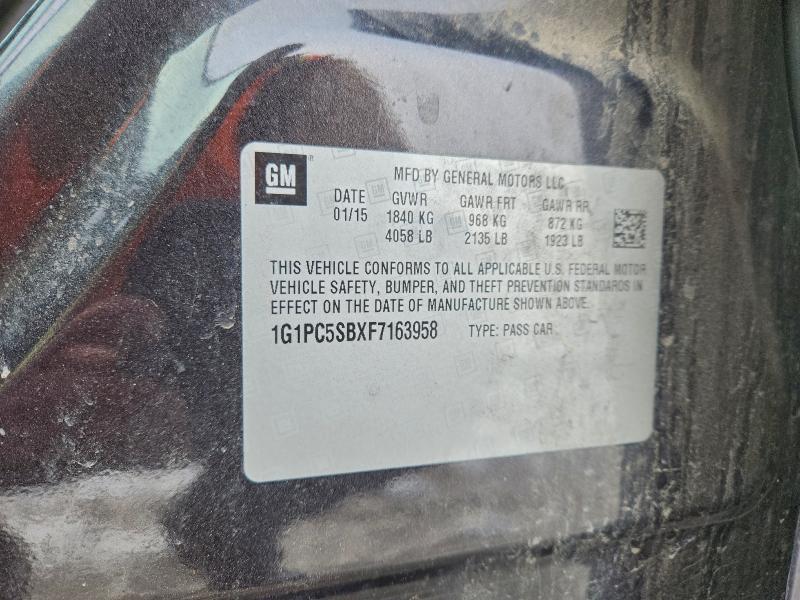 GM ® MFD BY GENERAL MOTORS LLC
DATE GVWR GAWR FRT GAWR RR
01/15 1840 KG 968 KG 872 KG
4058 LB 2135 LB 1923 LB
THIS VEHICLE CONFORMS TO ALL APPLICABLE U.S. FEDERAL MOTOR
VEHICLE SAFETY, BUMPER, AND THEFT PREVENTION STANDARDS IN
EFFECT ON THE DATE OF MANUFACTURE SHOWN ABOVE.
1G1PC5SBXF7163958 TYPE: PASS CAR